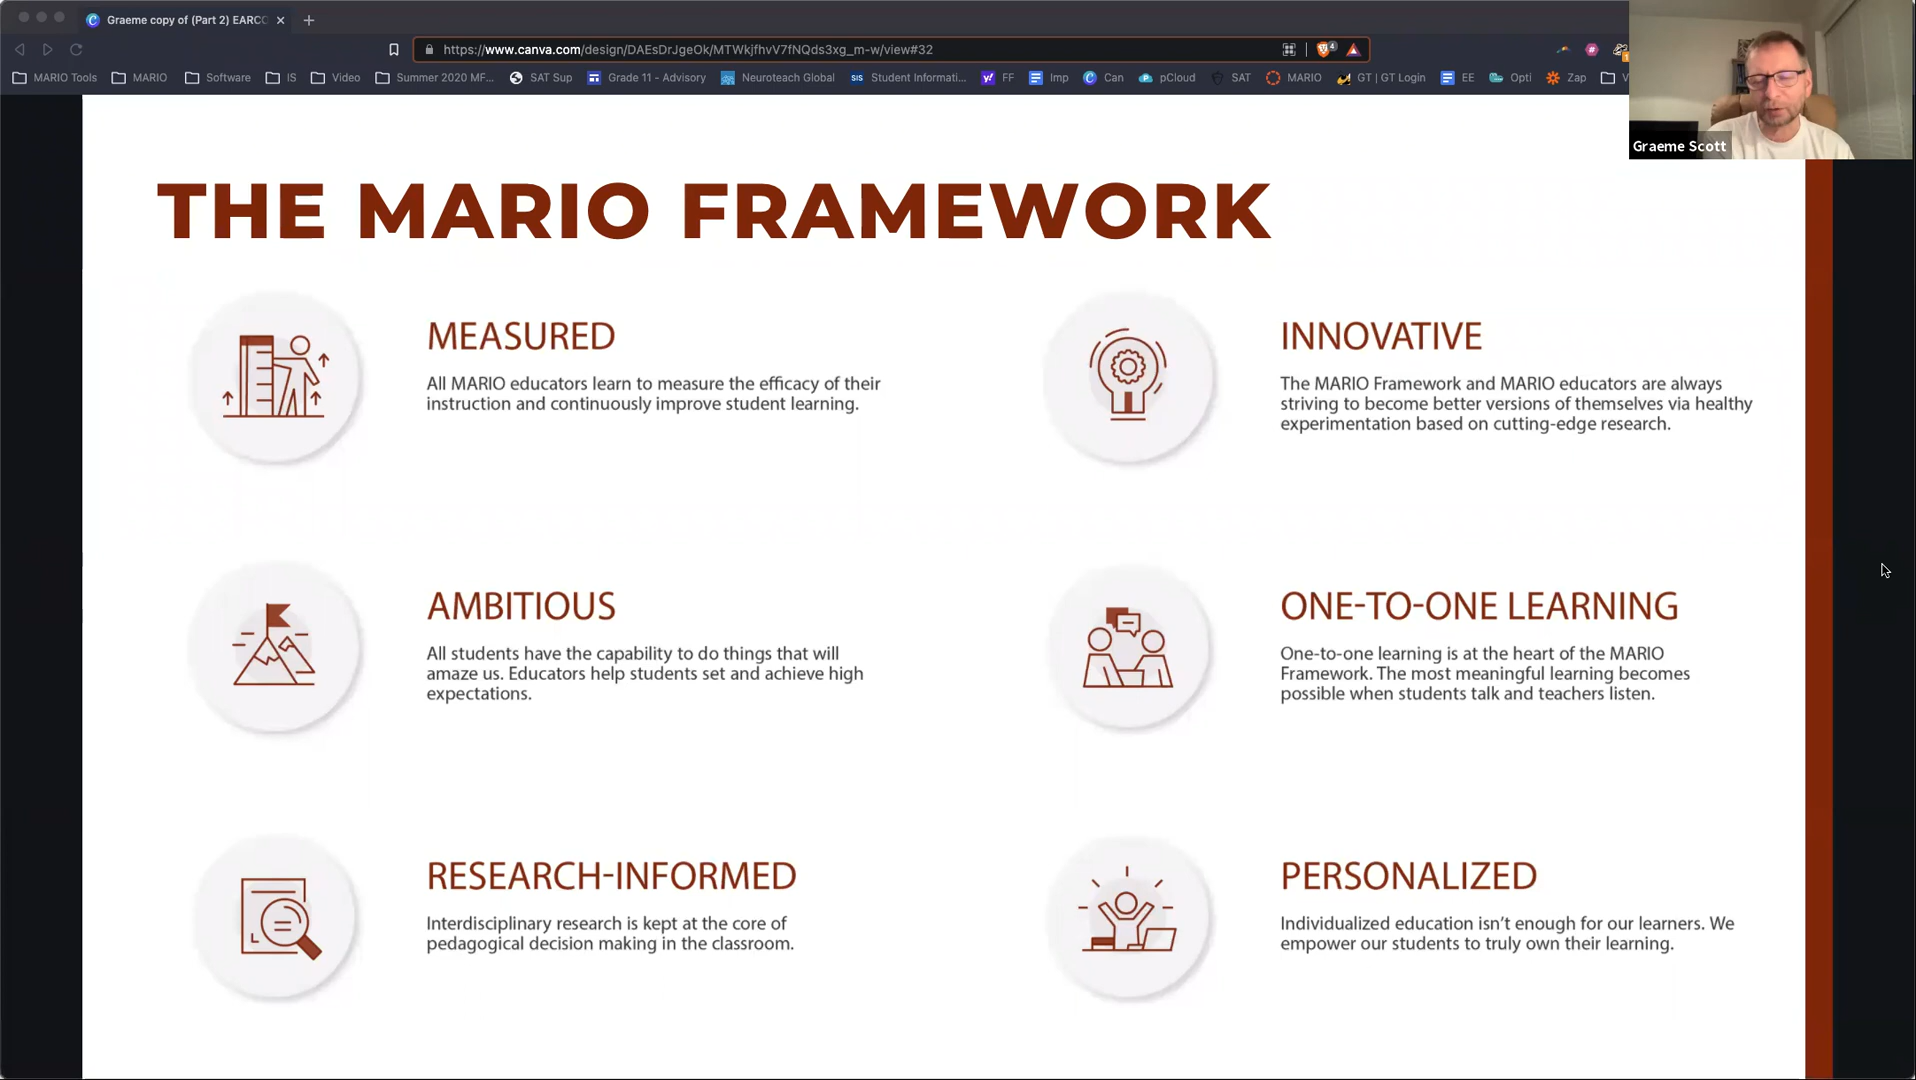 Graeme copy of (Part 2) EARCO
https://www.canva.com/design/DAEsDrJgeOk/MTWkjfhvV7fNQds3xg_m-w/view#32
4
MARIO Tools
MARIO
Software
IS
Video
Summer 2020 MF...
SAT Sup
Grade 11 - Advisory
Neuroteach Global
SIS
Student Informati...
FF
Imp
Can
pCloud
SAT
MARIO
GT | GT Login
EE
Opti
Zap
Graeme Scott
THE MARIO FRAMEWORK
MEASURED
All MARIO educators learn to measure the efficacy of their
instruction and continuously improve student learning.
INNOVATIVE
The MARIO Framework and MARIO educators are always
striving to become better versions of themselves via healthy
experimentation based on cutting-edge research.
AMBITIOUS
All students have the capability to do things that will
amaze us. Educators help students set and achieve high
expectations.
ONE-TO-ONE LEARNING
One-to-one learning is at the heart of the MARIO
Framework. The most meaningful learning becomes
possible when students talk and teachers listen.
RESEARCH-INFORMED
Interdisciplinary research is kept at the core of
pedagogical decision making in the classroom.
PERSONALIZED
Individualized education isn’t enough for our learners. We
empower our students to truly own their learning.